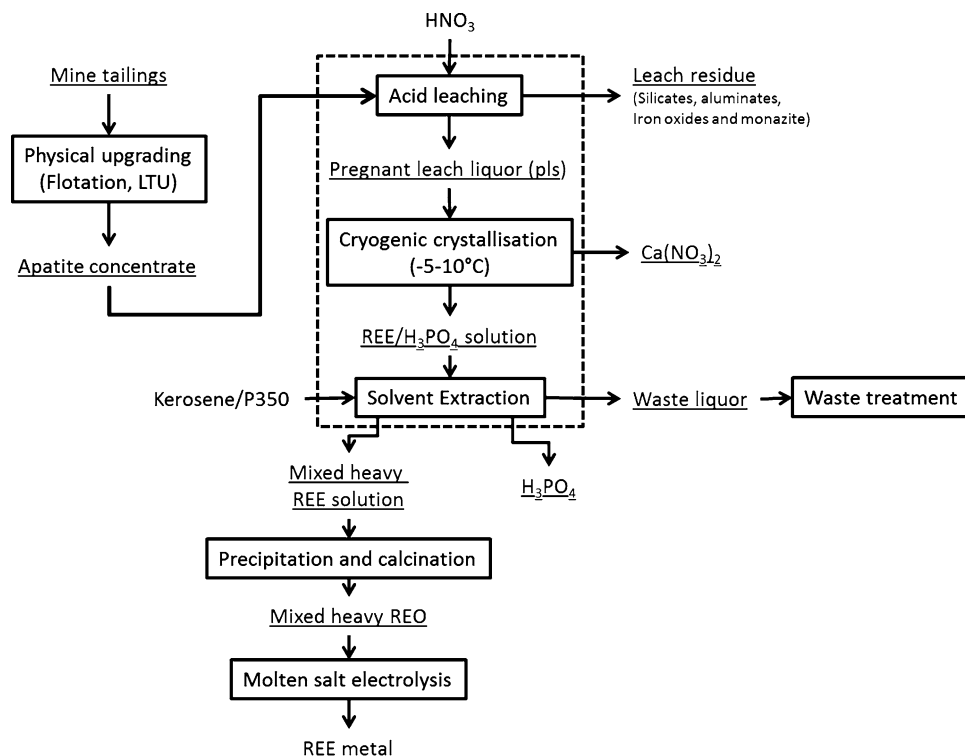 HNO₃
Mine tailings
Acid leaching
Leach residue
(Silicates, aluminates,
Iron oxides and monazite)
Physical upgrading
(Flotation, LTU)
Pregnant leach liquor (pls)
Apatite concentrate
Cryogenic crystallisation
(-5-10°C)
Ca(NO₃)₂
REE/H₃PO₄ solution
Kerosene/P350
Solvent Extraction
Waste liquor
Waste treatment
Mixed heavy
REE solution
H₃PO₄
Precipitation and calcination
Mixed heavy REO
Molten salt electrolysis
REE metal